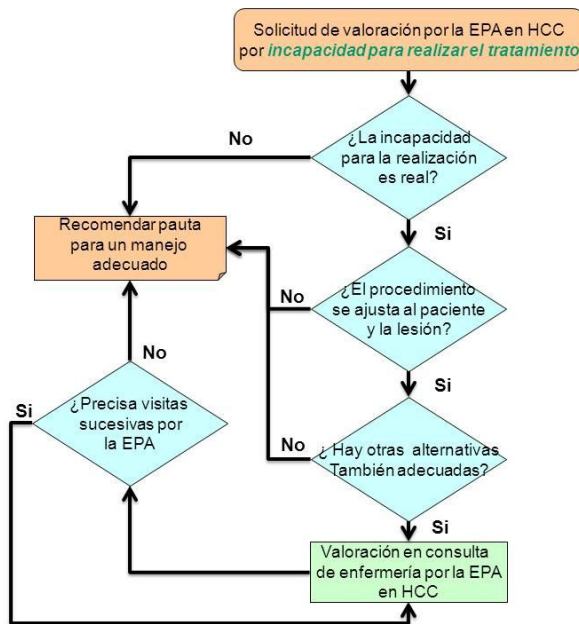 Solicitud de valoración por la EPA en HCC
por incapacidad para realizar el tratamiento
No
¿La incapacidad
para la realización
es real?
Recomendar pauta
para un manejo
adecuado
Si
¿El procedimiento
se ajusta al paciente
y la lesión?
No
No
Si
Si
¿Precisa visitas
sucesivas por
la EPA
No
¿ Hay otras alternativas
También adecuadas?
Si
Valoración en consulta
de enfermería por la EPA
en HCC